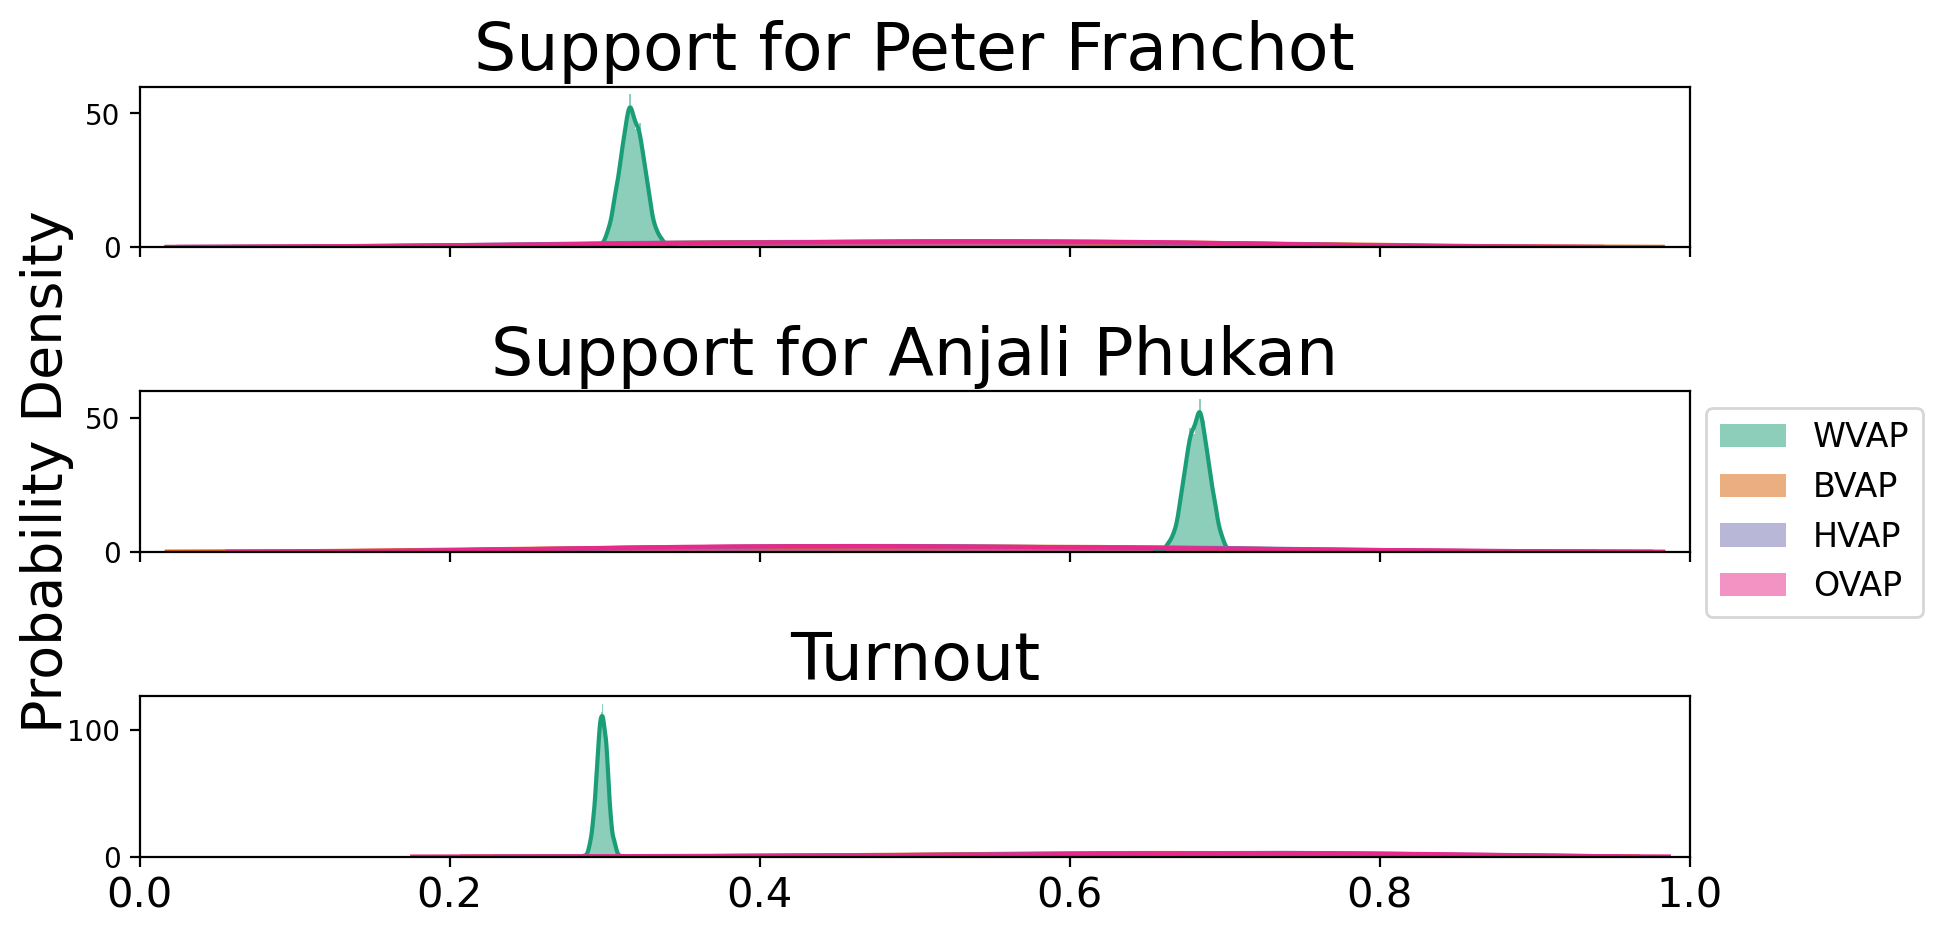 Support for Peter Franchot
50
0
Support for Anjali Phukan
50
0
Turnout
100
0
0.0 0.2 0.4 0.6 0.8 1.0
Probability Density
WVAP
BVAP
HVAP
OVAP